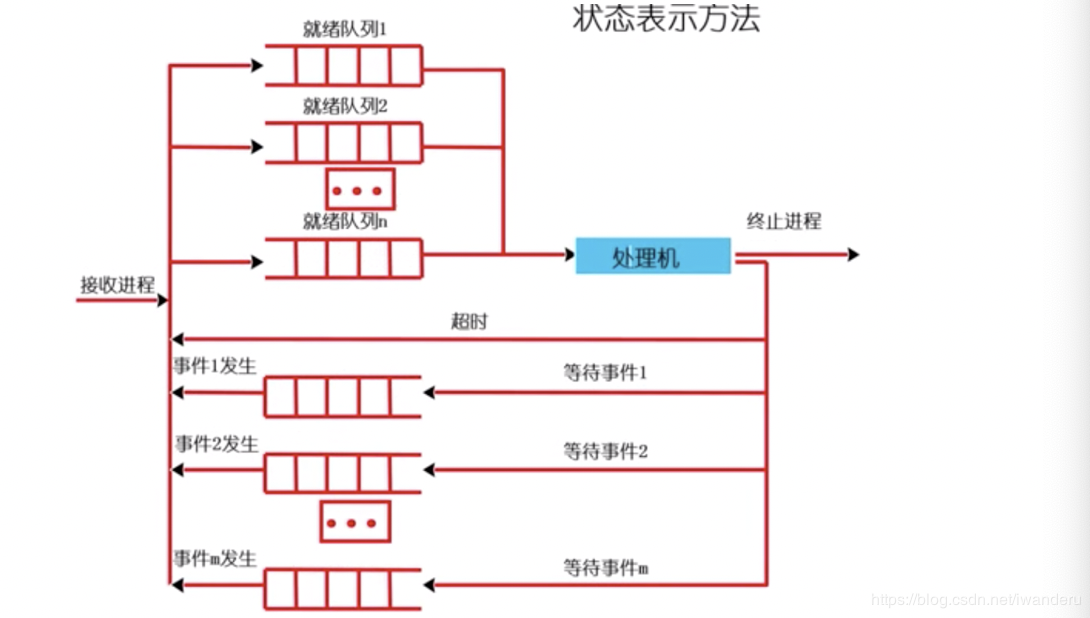 状态表示方法
就绪队列1
就绪队列2
就绪队列n
终止进程
处理机
接收进程
超时
事件1发生
等待事件1
事件2发生
等待事件2
事件m发生
等待事件m
https://blog.csdn.net/iwanderu